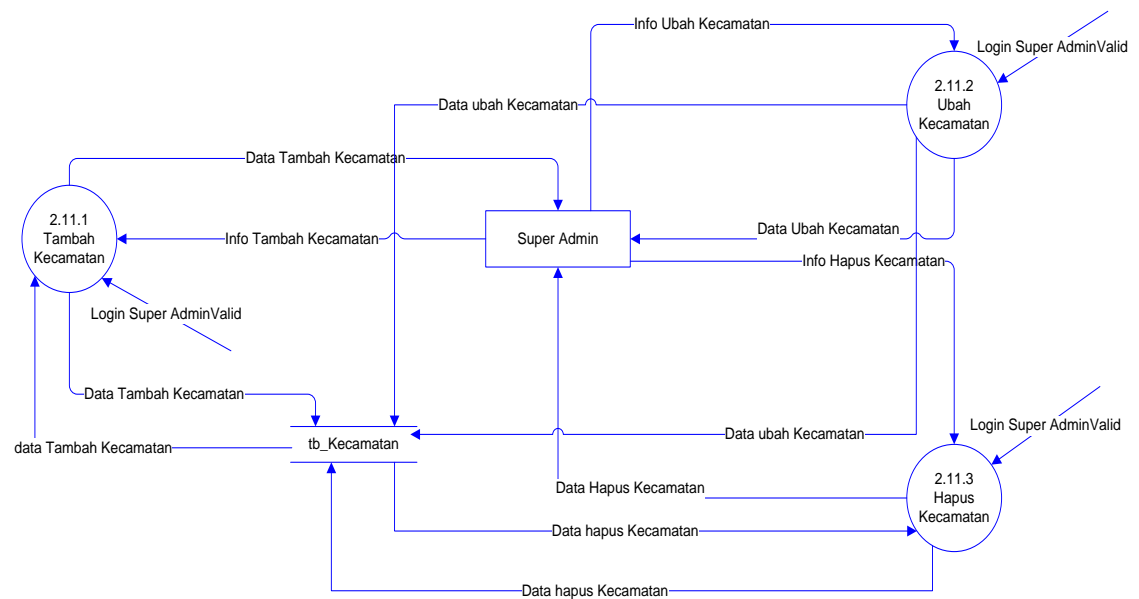 Info Ubah Kecamatan
Login Super AdminValid
2.11.2
Ubah
Kecamatan
Data ubah Kecamatan
Data Tambah Kecamatan
2.11.1
Tambah
Kecamatan
Info Tambah Kecamatan
Super Admin
Data Ubah Kecamatan
Info Hapus Kecamatan
Login Super AdminValid
Data Tambah Kecamatan
data Tambah Kecamatan
tb_Kecamatan
Data ubah Kecamatan
Login Super AdminValid
2.11.3
Hapus
Kecamatan
Data Hapus Kecamatan
Data hapus Kecamatan
Data hapus Kecamatan